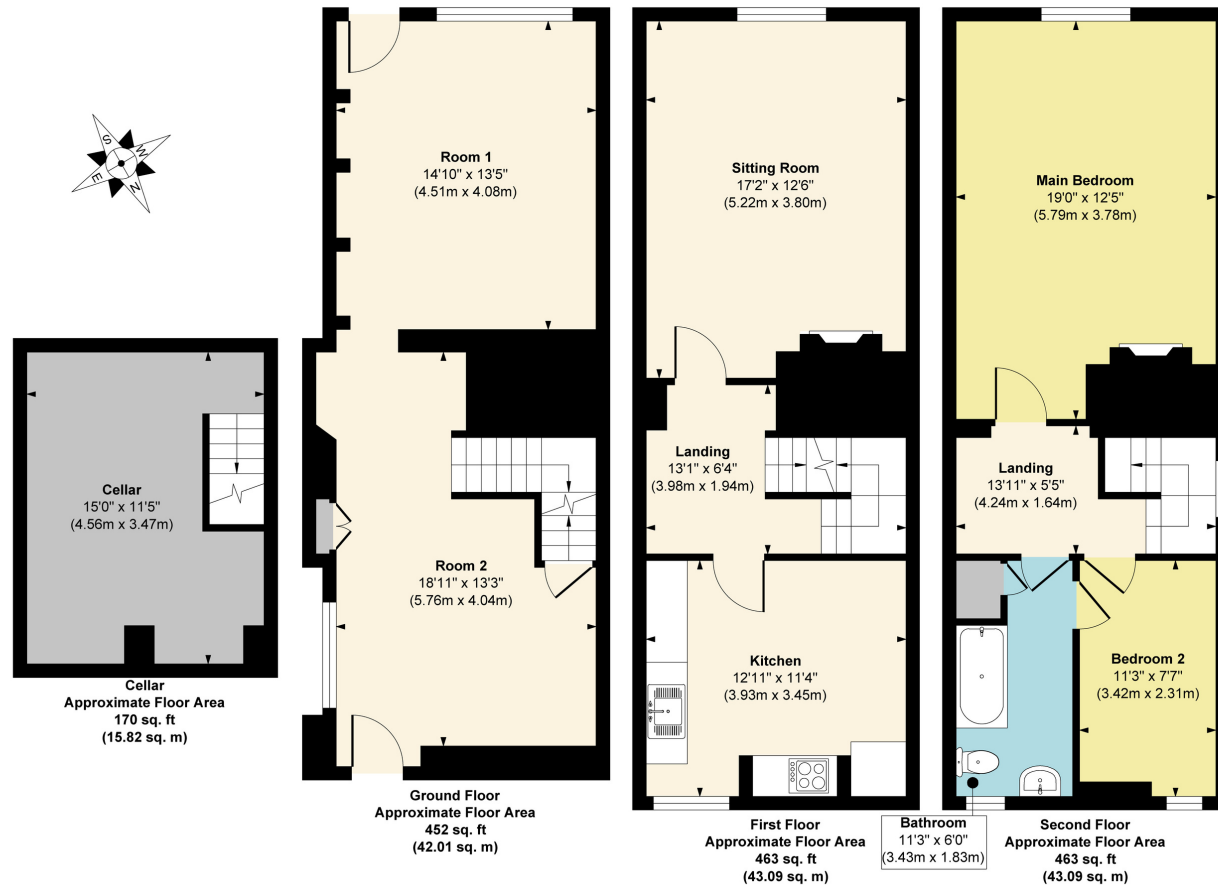 S
W
E
N
Room 1
14'10" x 13'5"
(4.51m x 4.08m)
Sitting Room
17'2" x 12'6"
(5.22m x 3.80m)
Main Bedroom
19'0" x 12'5"
(5.79m x 3.78m)
Cellar
15'0" x 11'5"
(4.56m x 3.47m)
Landing
13'1" x 6'4"
(3.98m x 1.94m)
Landing
13'11" x 5'5"
(4.24m x 1.64m)
Room 2
18'11" x 13'3"
(5.76m x 4.04m)
Kitchen
12'11" x 11'4"
(3.93m x 3.45m)
Bedroom 2
11'3" x 7'7"
(3.42m x 2.31m)
Cellar
Approximate Floor Area
170 sq. ft
(15.82 sq. m)
Ground Floor
Approximate Floor Area
452 sq. ft
(42.01 sq. m)
First Floor
Approximate Floor Area
463 sq. ft
(43.09 sq. m)
Bathroom
11'3" x 6'0"
(3.43m x 1.83m)
Second Floor
Approximate Floor Area
463 sq. ft
(43.09 sq. m)